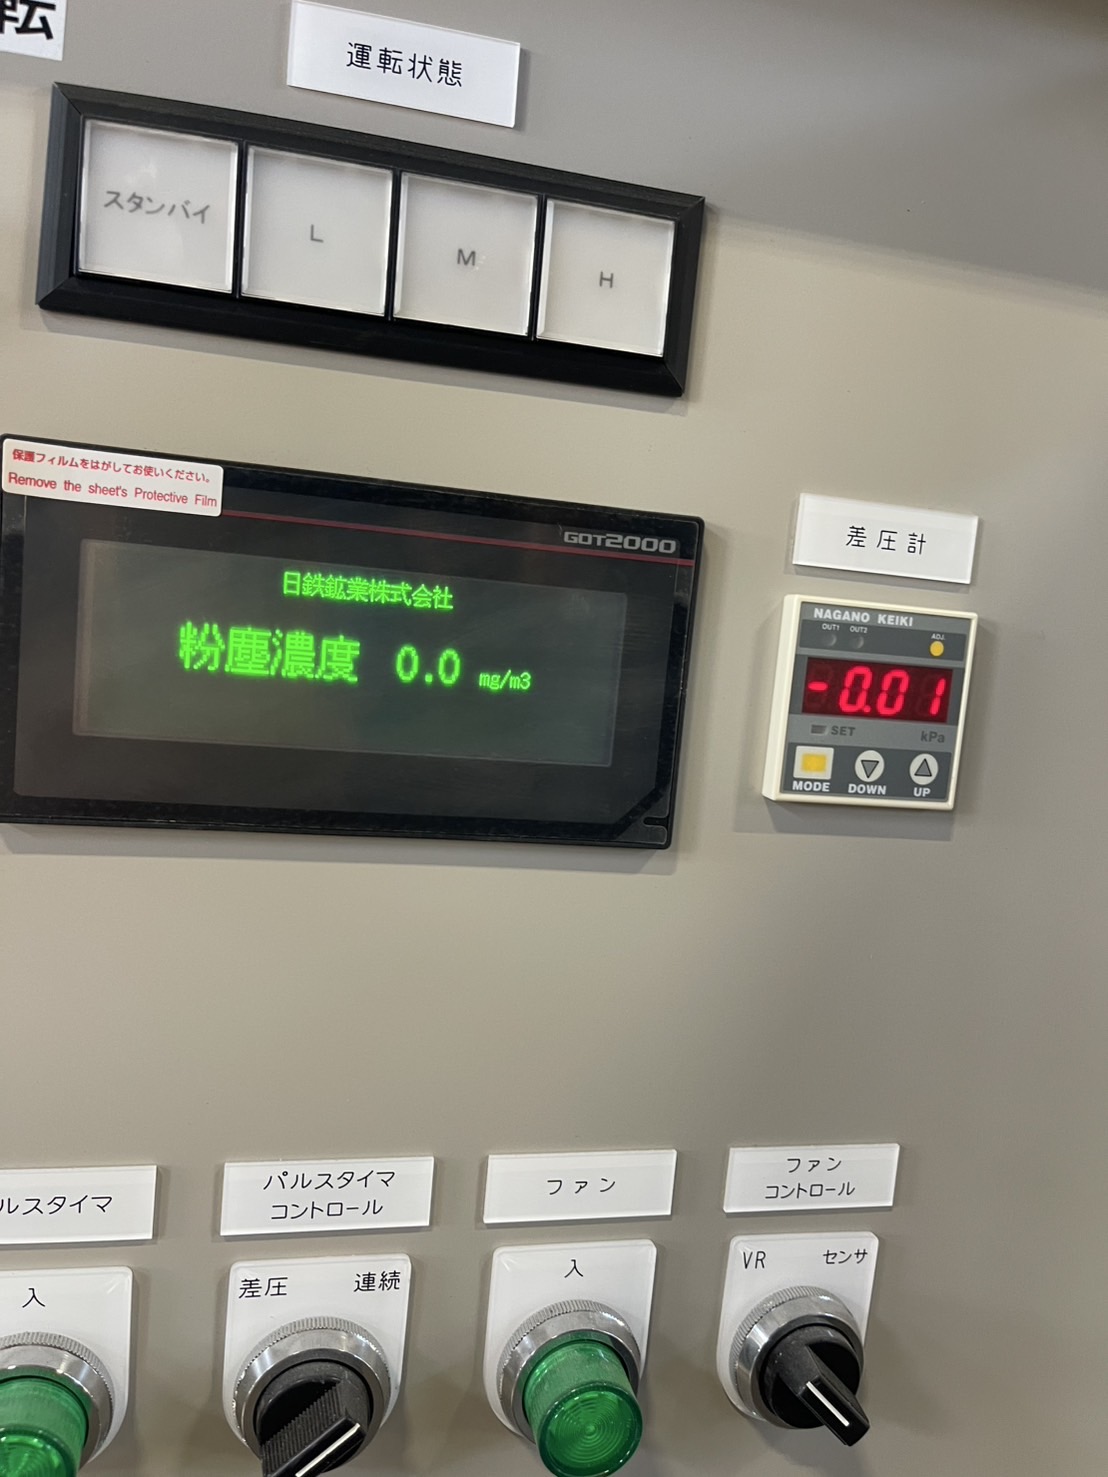 転
運転状態
スタンバイ
L
M
H
保護フィルムをはがしてお使いください。
Remove the sheet's Protective Film
GOT2000
日鉄鉱業株式会社
粉塵濃度 0.0 mg/m3
差圧計
NAGANO KEIKI
OUT1 OUT2 ADJ.
-0.01
SET kPa
MODE DOWN UP
ルスタイマ
入
パルスタイマ
コントロール
差圧 連続
ファン
入
ファン
コントロール
VR センサ